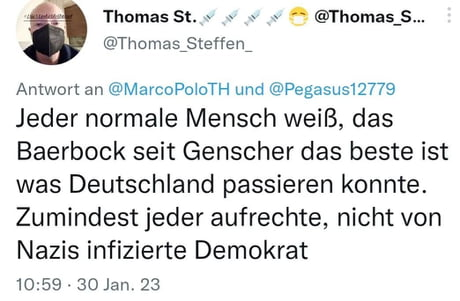 Thomas St.💉💉💉💉😷 @Thomas_S...
@Thomas_Steffen_
Antwort an @MarcoPoloTH und @Pegasus12779
Jeder normale Mensch weiß, das
Baerbock seit Genscher das beste ist
was Deutschland passieren konnte.
Zumindest jeder aufrechte, nicht von
Nazis infizierte Demokrat
10:59 · 30 Jan. 23